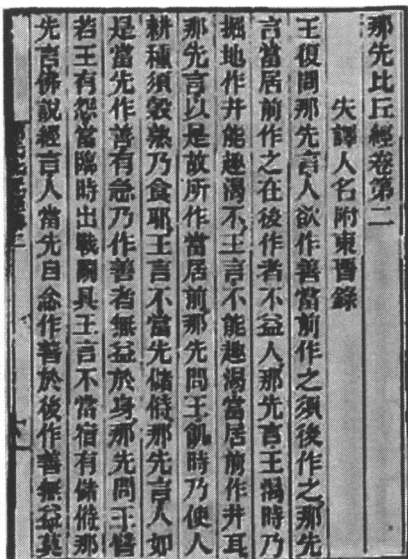 那先比丘經卷第二
失譯人名附東晉錄
王復問那先言人欲作善當前作之須後作之那先
言當居前作之在後作者不益人那先言王渴時乃
掘地作井能趣渴不王言不能趣渴當居前作井耳
那先言以是故所作當居前那先問王飢時乃使人
耕種須穀熟乃食耶王言不當先儲偫那先言人如
是當先作善有急乃作善者無益於身那先問王譬
若王有怨當臨時出戰鬬具王言不當宿有儲偫那
先言佛說經言人當先自念作善於後作善無益莫